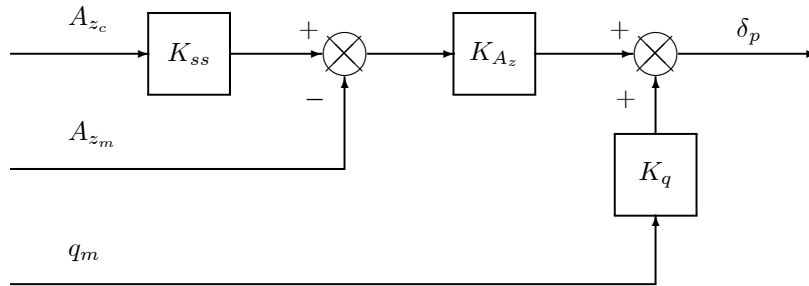 A_{z_c}
K_{ss}
+
−
K_{A_z}
+
+
δ_p
A_{z_m}
K_q
q_m